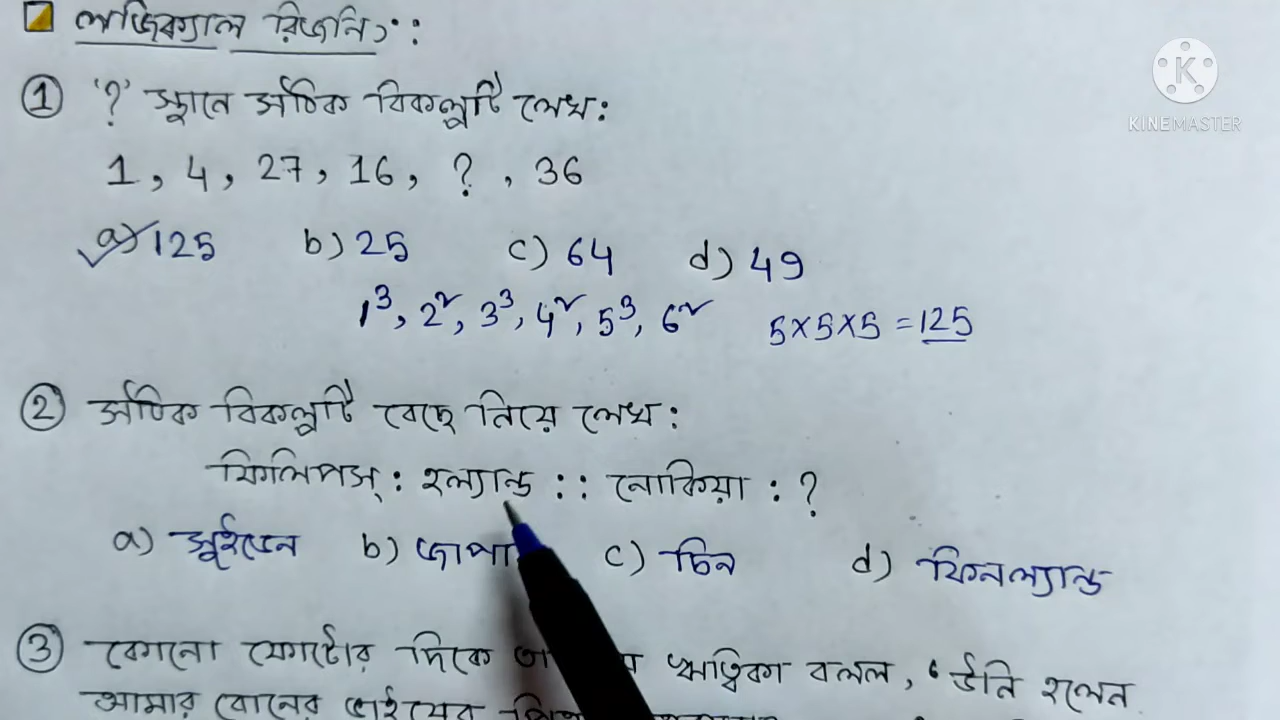 লজিক্যাল রিজনিং::
① '?' স্থানে সঠিক বিকল্পটি লেখ:
1, 4, 27, 16, ?, 36
a) 125 b) 25 c) 64 d) 49
1³, 2², 3³, 4², 5³, 6² 5×5×5 = 125
② সঠিক বিকল্পটি বেছে নিয়ে লেখ:
ফিলিপস্ : হল্যান্ড :: নোকিয়া : ?
a) সুইডেন b) c) চিন d) ফিনল্যান্ড
③ কোনো ফোটোর দিকে ঋত্বিকা বলল, 'উনি হলেন
আমার বোনের ভাইয়ের
KINEMASTER